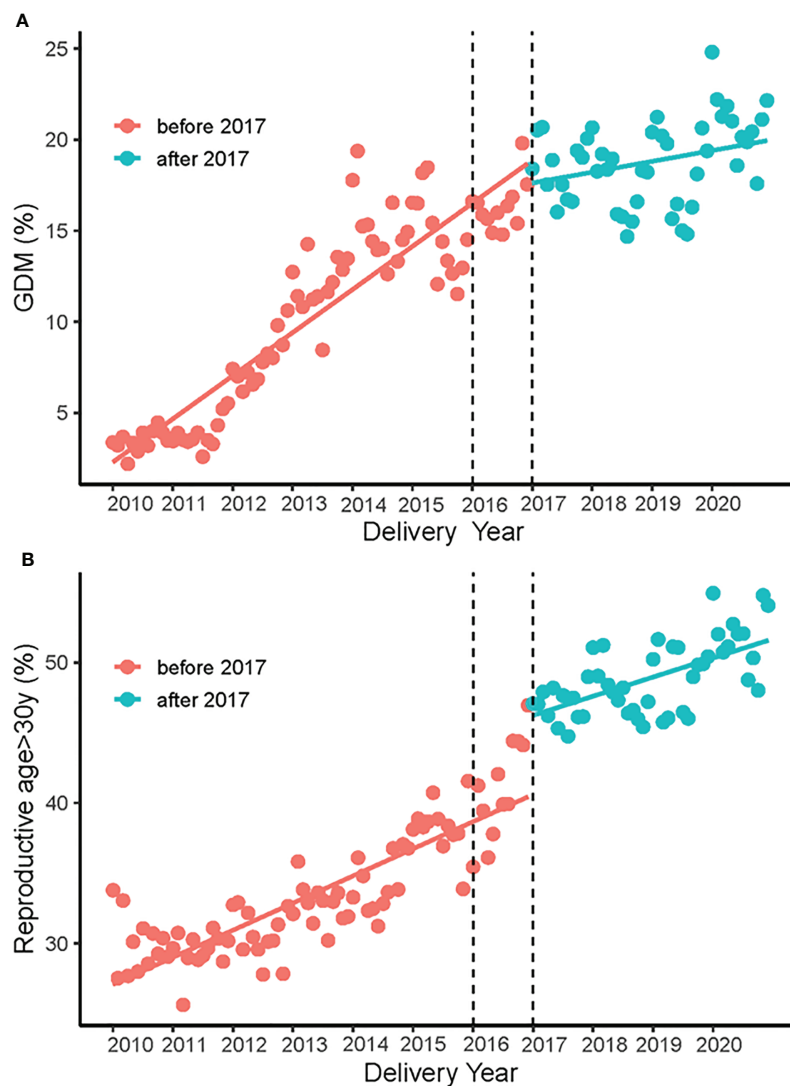 A
25
20
15
10
5
GDM (%)
before 2017
after 2017
2010 2011 2012 2013 2014 2015 2016 2017 2018 2019 2020
Delivery Year
B
50
40
30
Reproductive age>30y (%)
before 2017
after 2017
2010 2011 2012 2013 2014 2015 2016 2017 2018 2019 2020
Delivery Year